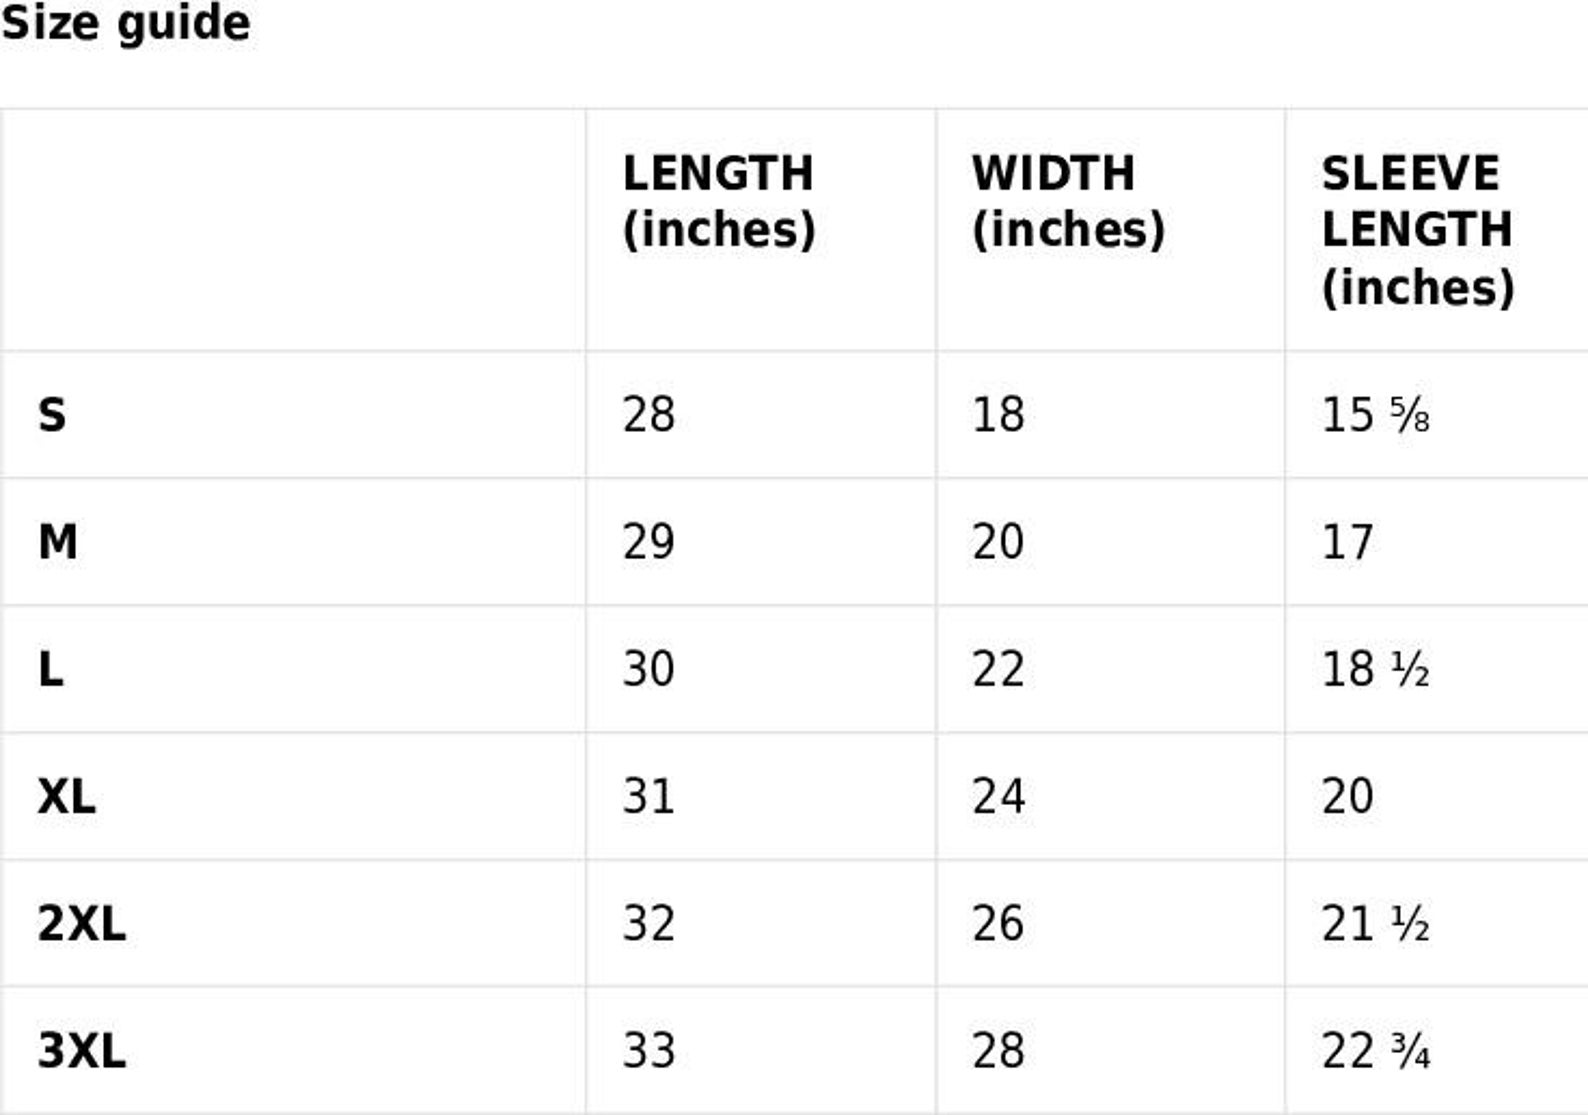 Size guide
LENGTH (inches) WIDTH (inches) SLEEVE LENGTH (inches)
S 28 18 15 ⅝
M 29 20 17
L 30 22 18 ½
XL 31 24 20
2XL 32 26 21 ½
3XL 33 28 22 ¾